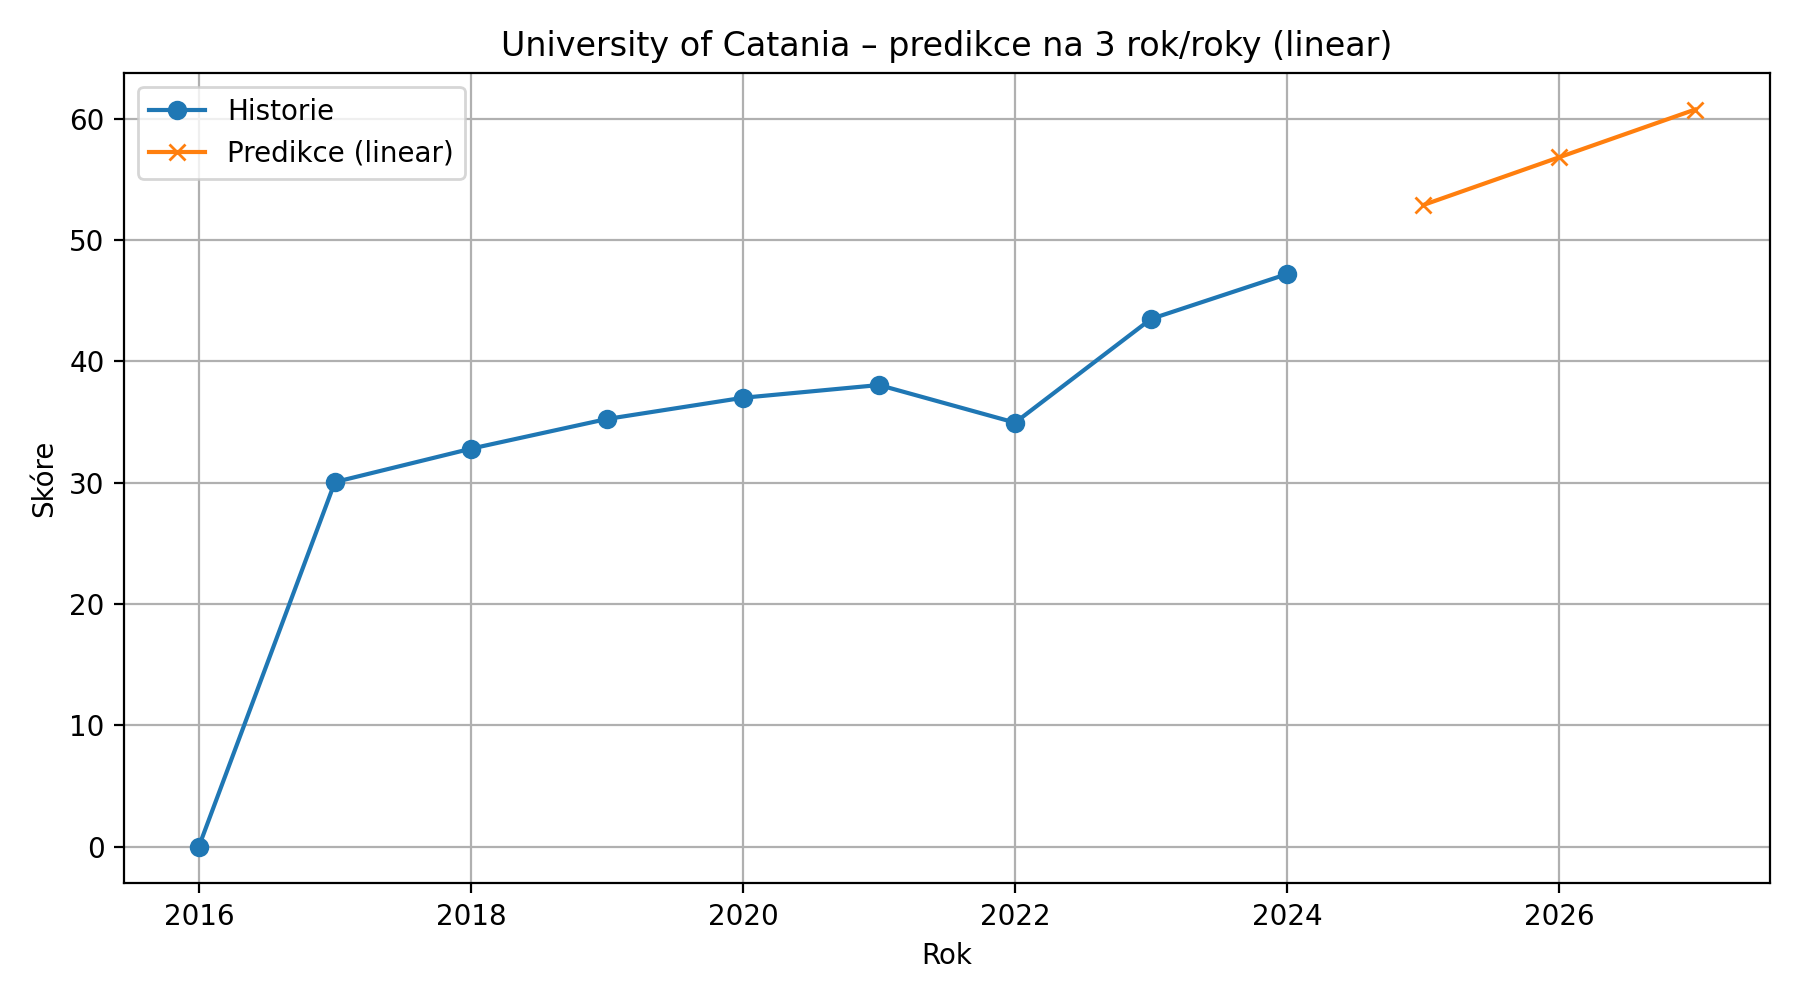 University of Catania – predikce na 3 rok/roky (linear)
Historie
Predikce (linear)
60
50
40
30
20
10
0
Skóre
2016 2018 2020 2022 2024 2026
Rok